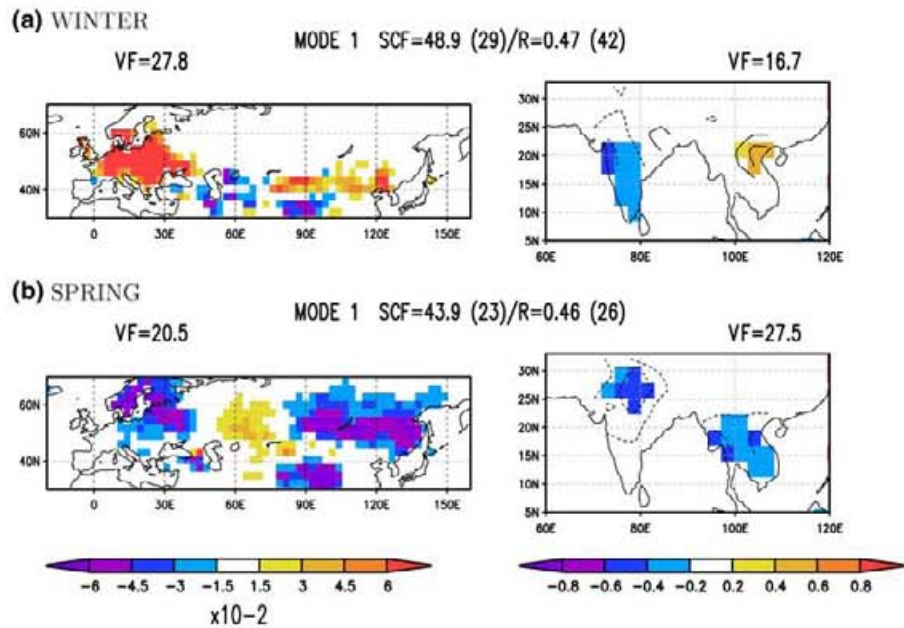 (a) WINTER
MODE 1 SCF=48.9 (29)/R=0.47 (42)
VF=27.8
VF=16.7
60N
40N
0 30E 60E 90E 120E 150E
30N
25N
20N
15N
10N
5N
60E 80E 100E 120E
(b) SPRING
MODE 1 SCF=43.9 (23)/R=0.46 (26)
VF=20.5
VF=27.5
60N
40N
0 30E 60E 90E 120E 150E
30N
25N
20N
15N
10N
5N
60E 80E 100E 120E
-6 -4.5 -3 -1.5 1.5 3 4.5 6
x10-2
-0.8 -0.6 -0.4 -0.2 0.2 0.4 0.6 0.8